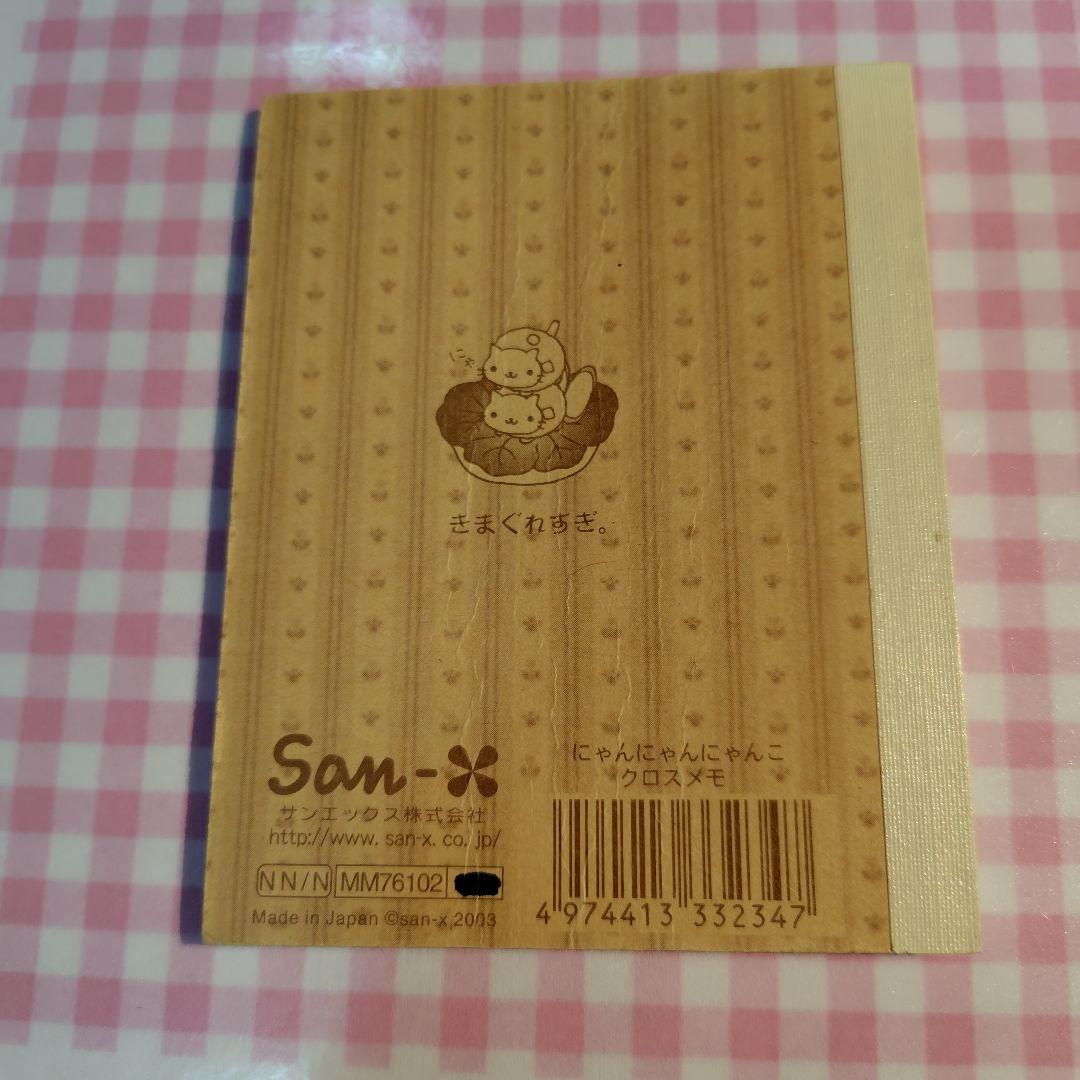 にゃー
きまぐれすぎ。
San-X
サンエックス株式会社
http://www.san-x.co.jp/
NN/N MM76102
Made in Japan ©san-x 2003
にゃんにゃんにゃんこ
クロスメモ
4 974413 332347